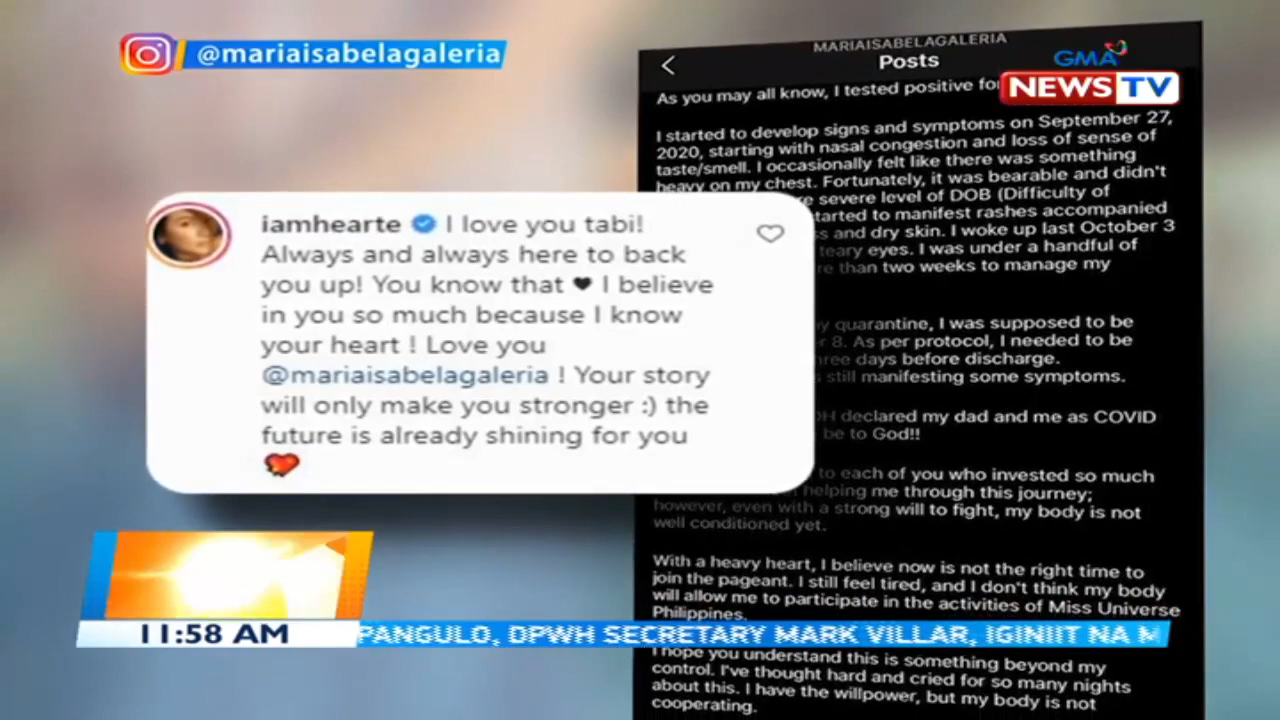 @mariaisabelagaleria
MARIAISABELAGALERIA
Posts
GMA
NEWS TV
As you may all know, I tested positive for
I started to develop signs and symptoms on September 27,
2020, starting with nasal congestion and loss of sense of
taste/smell. I occasionally felt like there was something
heavy on my chest. Fortunately, it was bearable and didn't
severe level of DOB (Difficulty of
started to manifest rashes accompanied
and dry skin. I woke up last October 3
teary eyes. I was under a handful of
than two weeks to manage my
quarantine, I was supposed to be
8. As per protocol, I needed to be
days before discharge.
still manifesting some symptoms.
declared my dad and me as COVID
be to God!!
to each of you who invested so much
helping me through this journey;
however, even with a strong will to fight, my body is not
well conditioned yet.
With a heavy heart, I believe now is not the right time to
join the pageant. I still feel tired, and I don't think my body
will allow me to participate in the activities of Miss Universe
Philippines.
I hope you understand this is something beyond my
control. I've thought hard and cried for so many nights
about this. I have the willpower, but my body is not
cooperating.
iamhearte I love you tabi!
Always and always here to back
you up! You know that ❤ I believe
in you so much because I know
your heart ! Love you
@mariaisabelagaleria ! Your story
will only make you stronger :) the
future is already shining for you
💘
11:58 AM
PANGULO, DPWH SECRETARY MARK VILLAR, IGINIIT NA